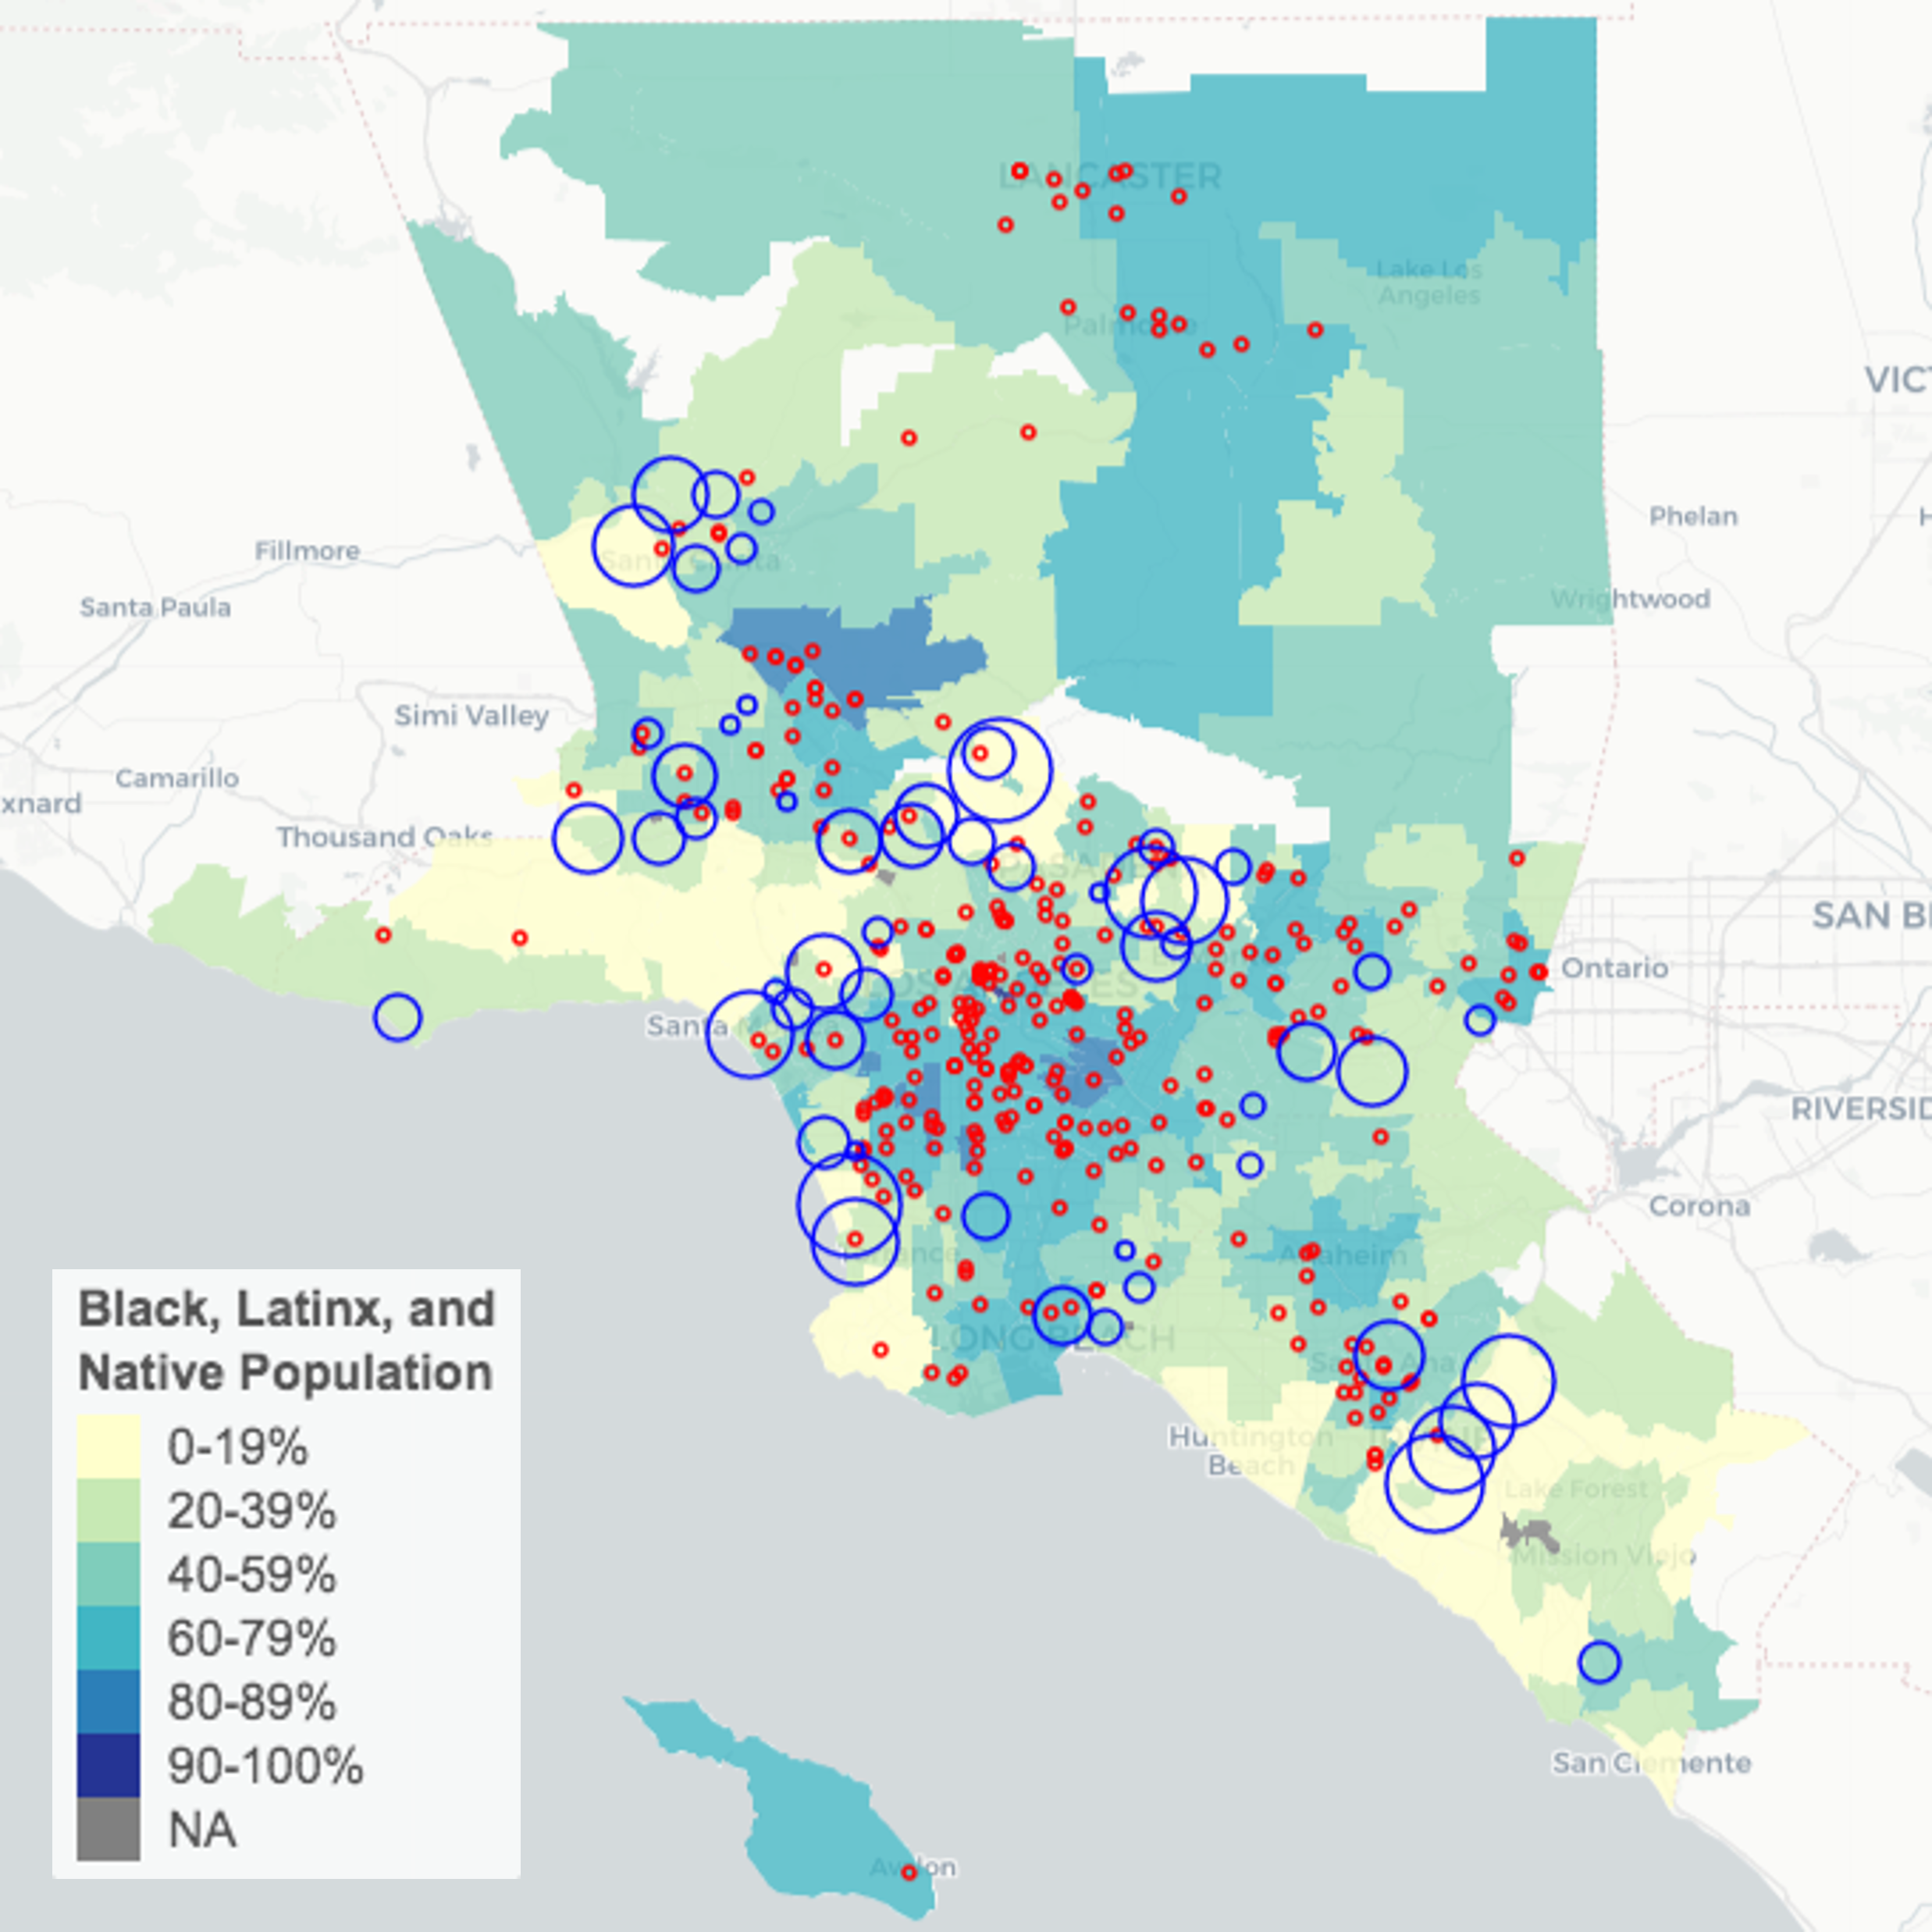 LANCASTER
Lake Los
Angeles
Palmdale
VIC
Phelan
Fillmore
Santa Clarita
Santa Paula
Wrightwood
Simi Valley
Camarillo
xnard
Thousand Oaks
PASADENA
SAN B
Ontario
LOS ANGELES
Santa Monica
RIVERSID
Corona
Torrance
Anaheim
LONG BEACH
Santa Ana
Huntington
Beach
IRVINE
Lake Forest
Mission Viejo
San Clemente
Avalon
Black, Latinx, and
Native Population
0-19%
20-39%
40-59%
60-79%
80-89%
90-100%
NA